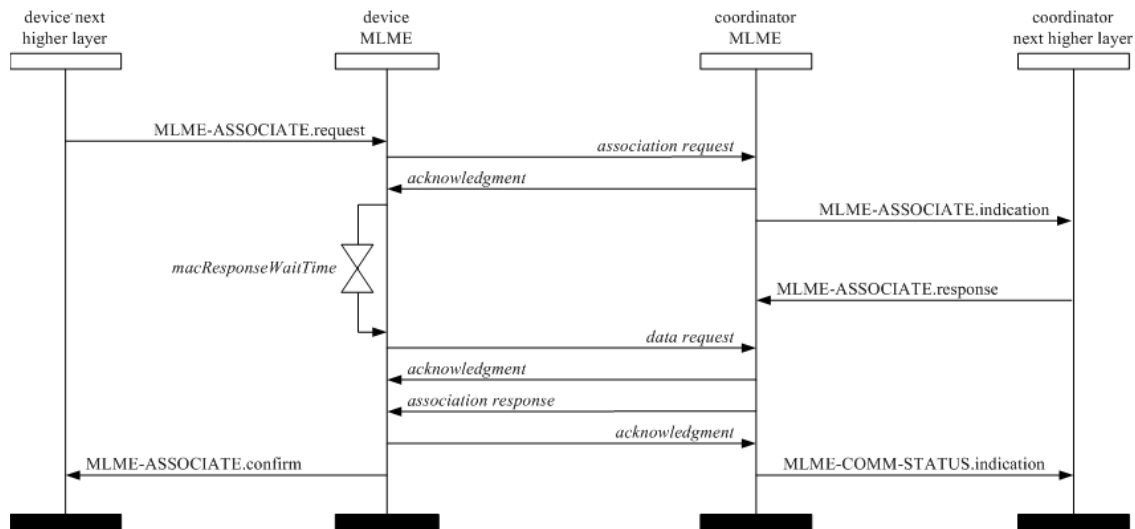 device next
higher layer
device
MLME
coordinator
MLME
coordinator
next higher layer
MLME-ASSOCIATE.request
association request
acknowledgment
MLME-ASSOCIATE.indication
macResponseWaitTime
MLME-ASSOCIATE.response
data request
acknowledgment
association response
acknowledgment
MLME-ASSOCIATE.confirm
MLME-COMM-STATUS.indication